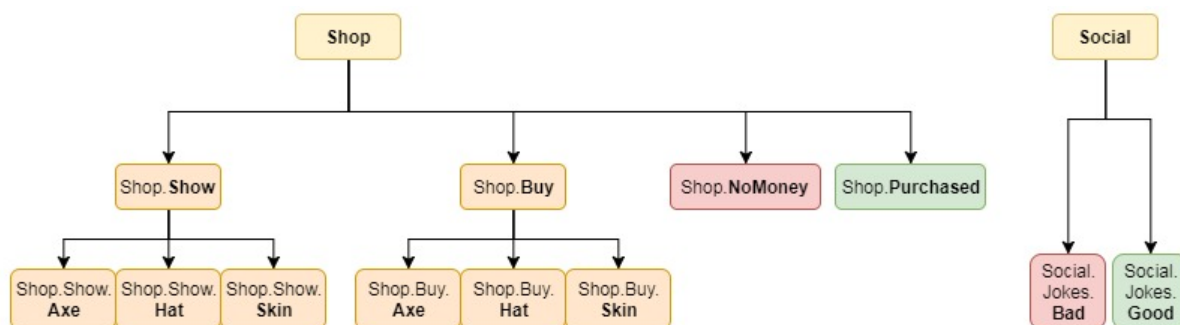 Shop
Social
Shop.Show
Shop.Buy
Shop.NoMoney
Shop.Purchased
Shop.Show.
Axe
Shop.Show.
Hat
Shop.Show.
Skin
Shop.Buy.
Axe
Shop.Buy.
Hat
Shop.Buy.
Skin
Social.
Jokes.
Bad
Social.
Jokes.
Good